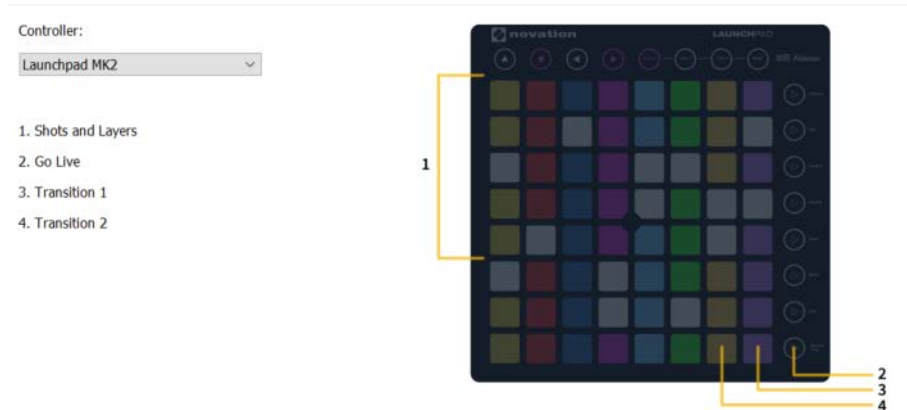 Controller:
Launchpad MK2
1. Shots and Layers
2. Go Live
3. Transition 1
4. Transition 2
novation
LAUNCHPAD
Ableton
1
2
3
4